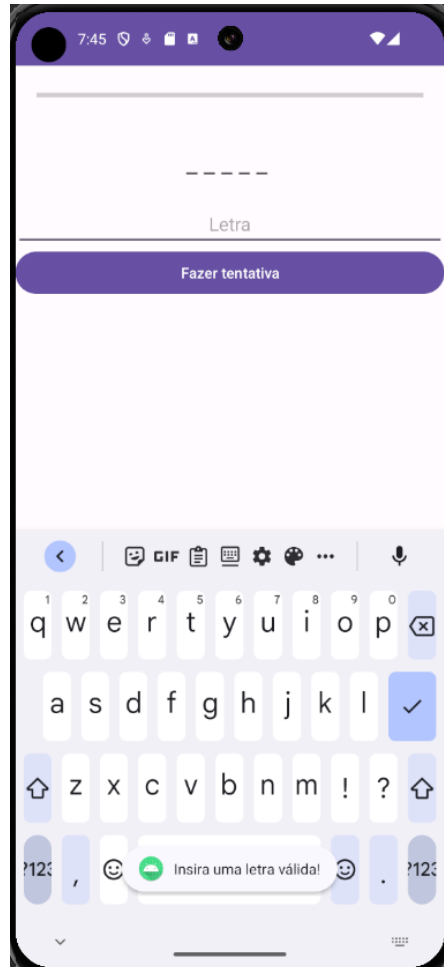 7:45
_ _ _ _ _
Letra
Fazer tentativa
GIF
1 2 3 4 5 6 7 8 9 0
q w e r t y u i o p
a s d f g h j k l
z x c v b n m ! ?
?123 , . ?123
Insira uma letra válida!